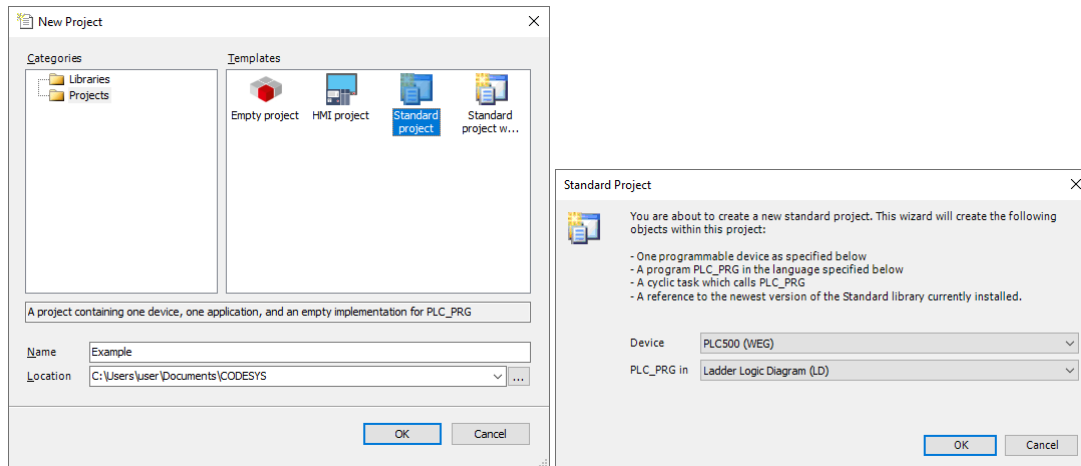 New Project
Categories
Templates
Libraries
Projects
Empty project
HMI project
Standard
project
Standard
project w...
A project containing one device, one application, and an empty implementation for PLC_PRG
Name
Example
Location
C:\Users\user\Documents\CODESYS
...
OK
Cancel
Standard Project
You are about to create a new standard project. This wizard will create the following
objects within this project:
- One programmable device as specified below
- A program PLC_PRG in the language specified below
- A cyclic task which calls PLC_PRG
- A reference to the newest version of the Standard library currently installed.
Device
PLC500 (WEG)
PLC_PRG in
Ladder Logic Diagram (LD)
OK
Cancel